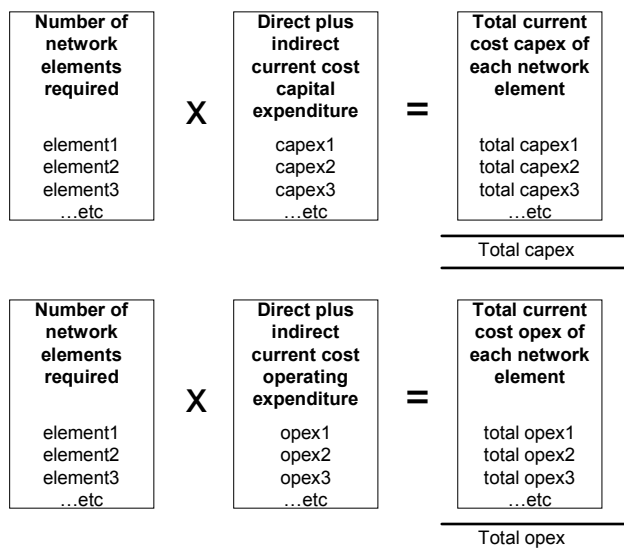 Number of
network
elements
required
element1
element2
element3
…etc
X
Direct plus
indirect
current cost
capital
expenditure
capex1
capex2
capex3
…etc
=
Total current
cost capex of
each network
element
total capex1
total capex2
total capex3
…etc
Total capex
Number of
network
elements
required
element1
element2
element3
…etc
X
Direct plus
indirect
current cost
operating
expenditure
opex1
opex2
opex3
…etc
=
Total current
cost opex of
each network
element
total opex1
total opex2
total opex3
…etc
Total opex